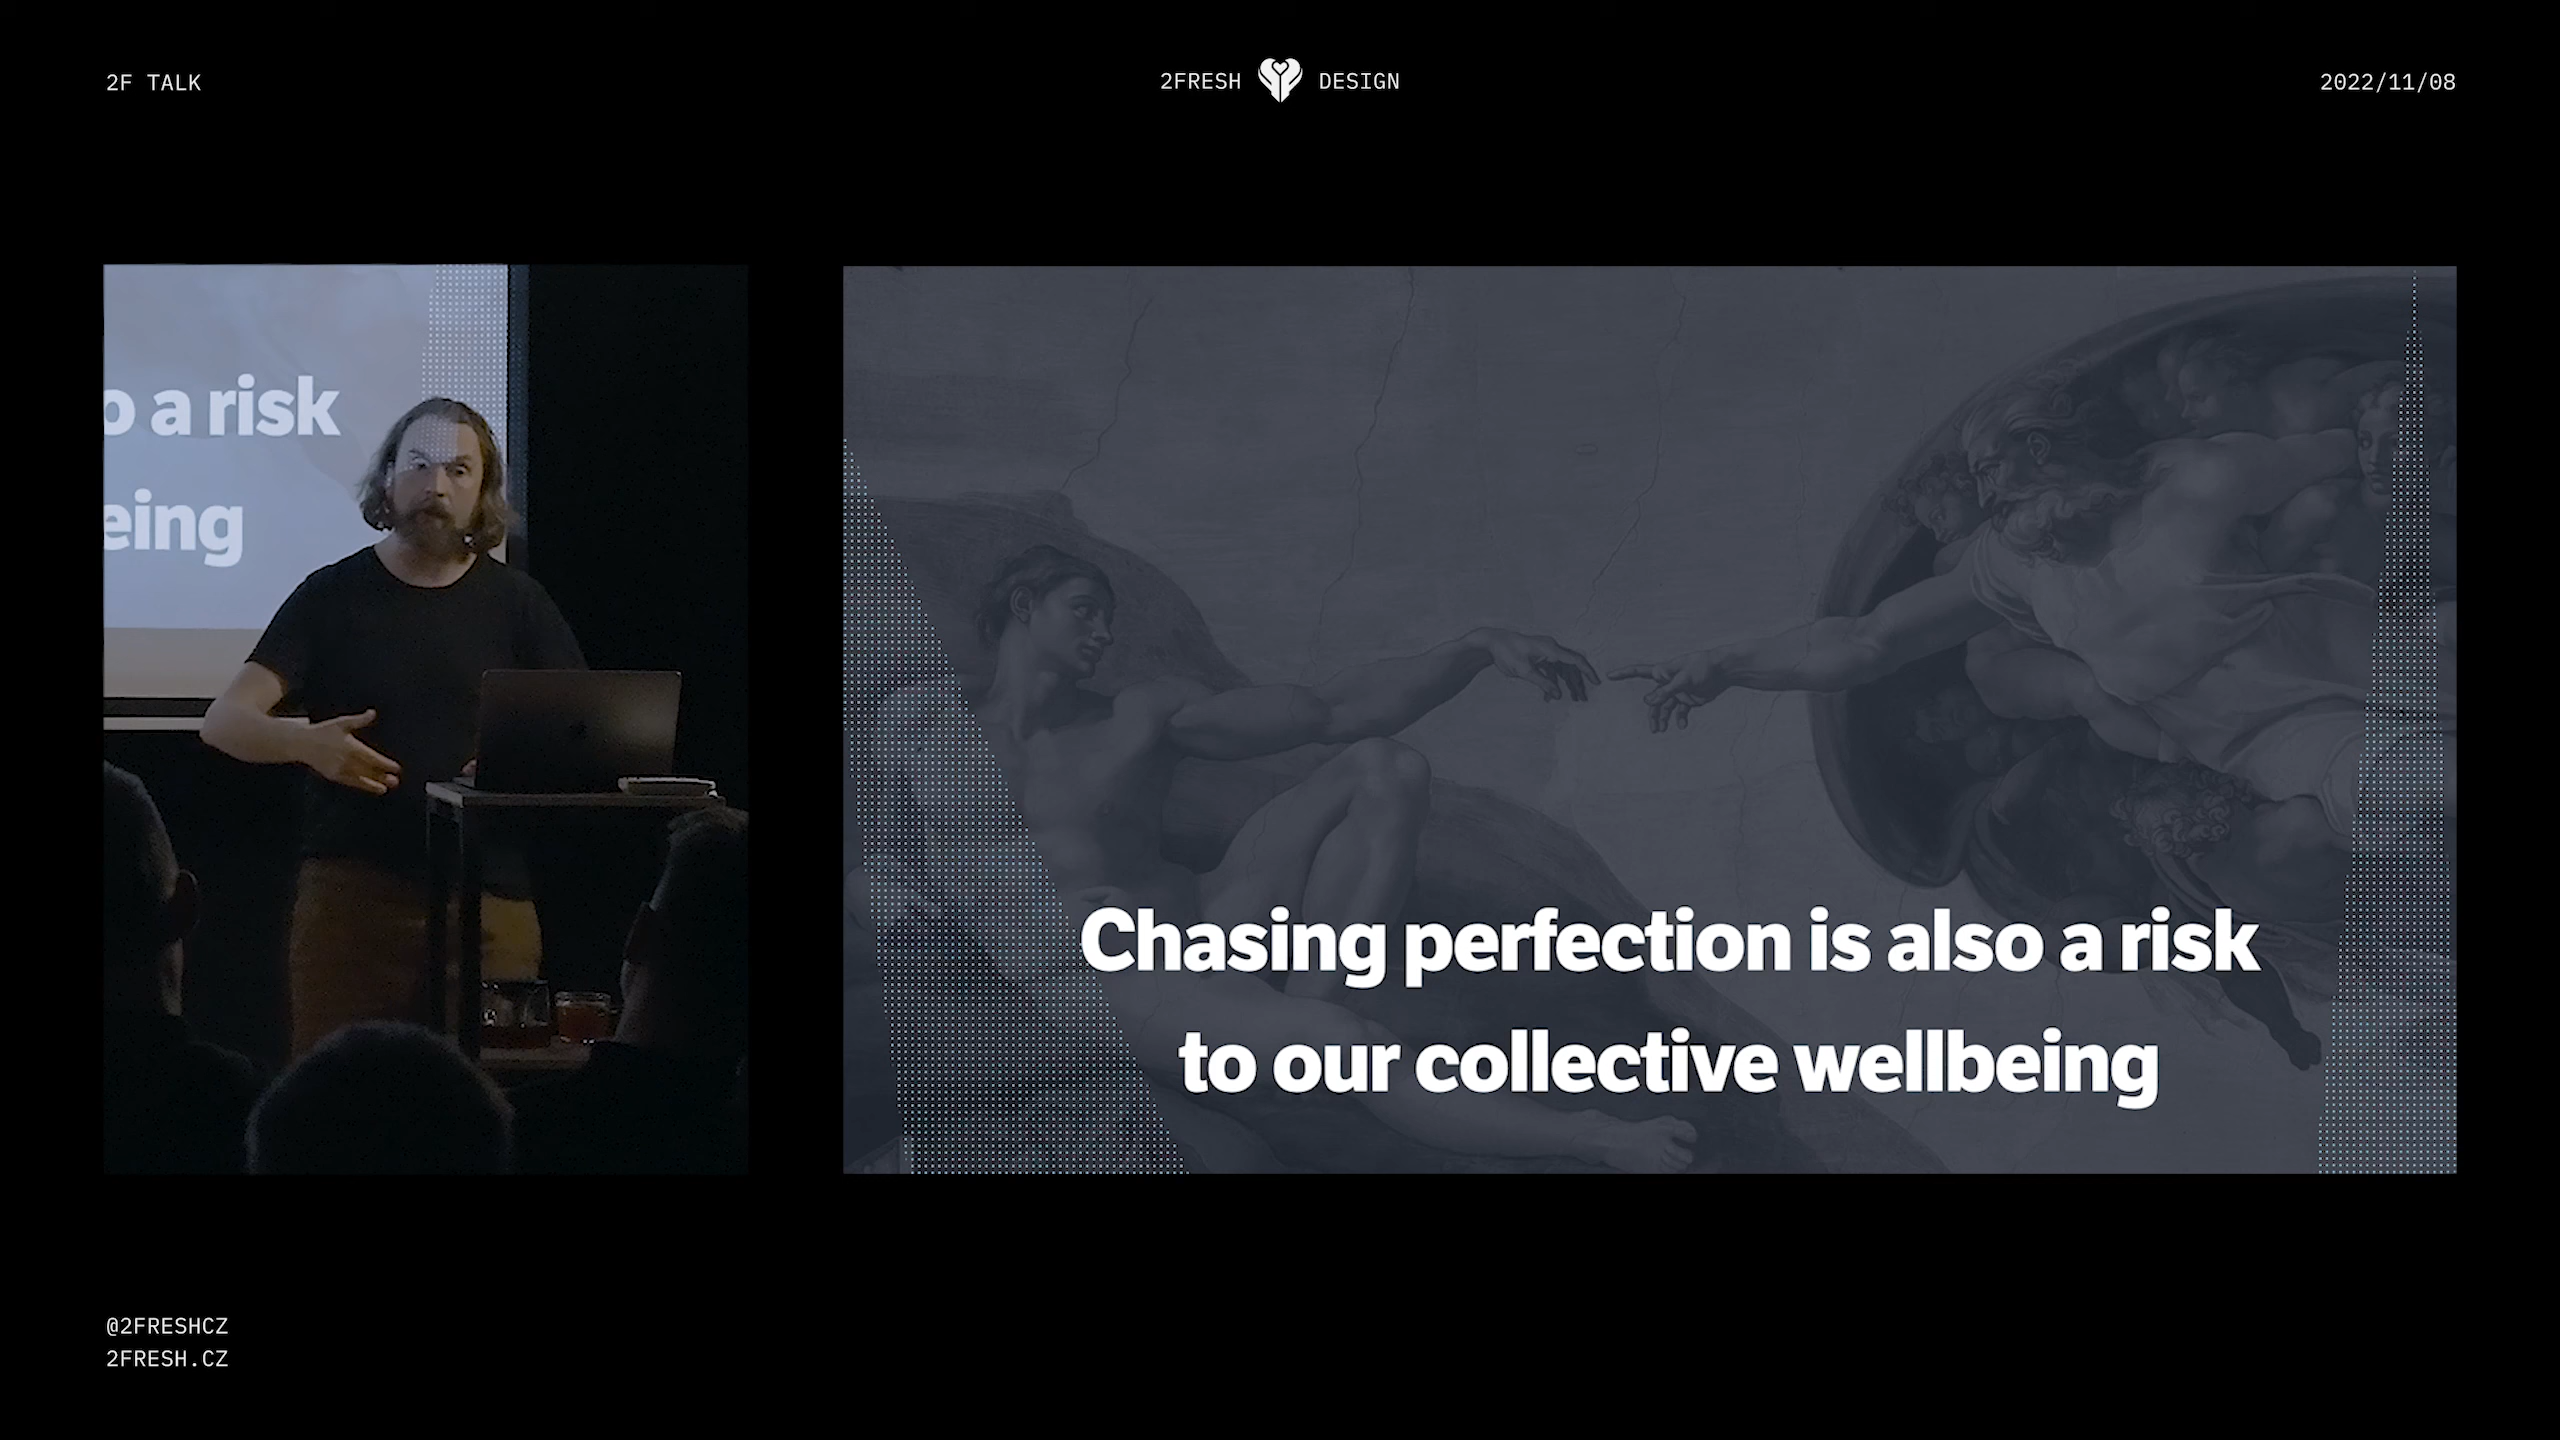 2F TALK
2FRESH DESIGN
2022/11/08
o a risk
eing
Chasing perfection is also a risk
to our collective wellbeing
@2FRESHCZ
2FRESH.CZ